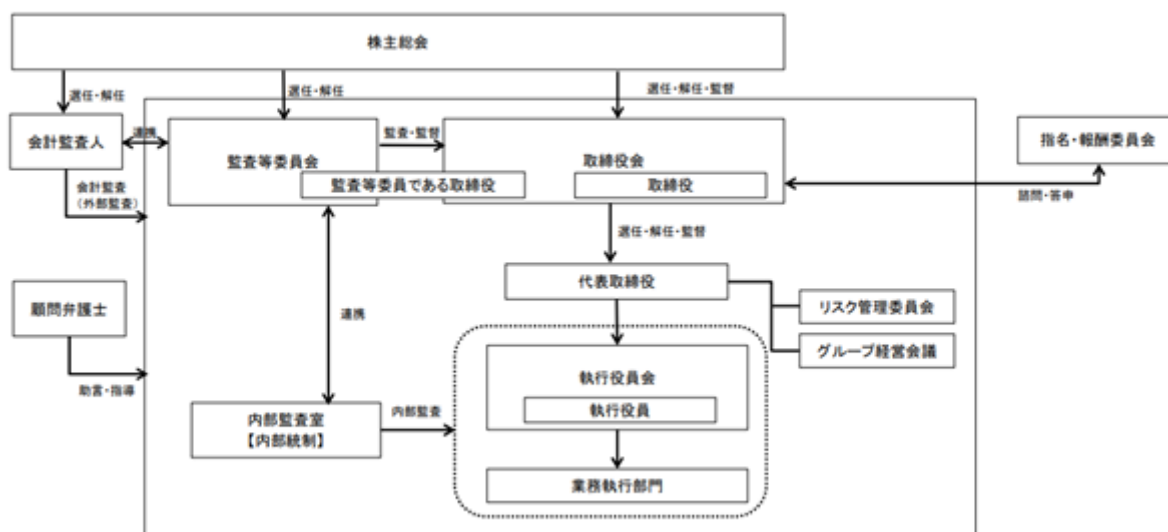 株主総会
選任・解任
選任・解任
選任・解任・監督
会計監査人
連携
監査等委員会
監査・監督
取締役会
指名・報酬委員会
監査等委員である取締役
取締役
会計監査
（外部監査）
諮問・答申
選任・解任・監督
代表取締役
顧問弁護士
リスク管理委員会
連携
グループ経営会議
執行役員会
助言・指導
執行役員
内部監査室
【内部統制】
内部監査
業務執行部門